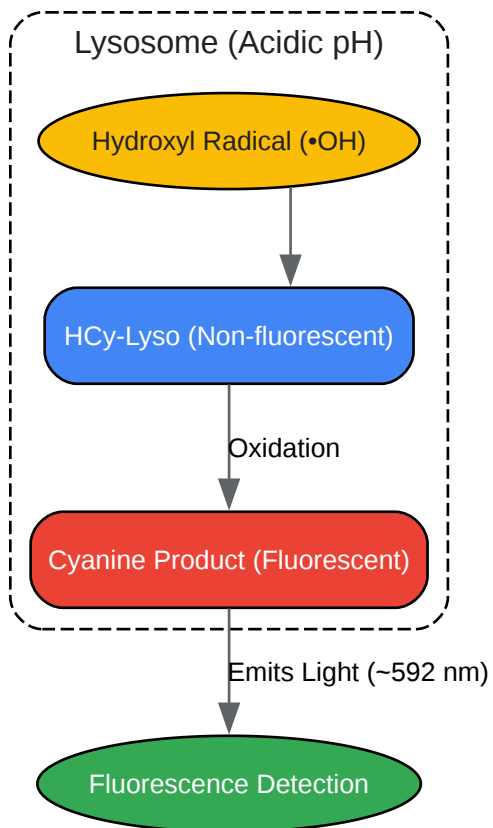 Lysosome (Acidic pH)
Hydroxyl Radical (•OH)
HCy-Lyso (Non-fluorescent)
Oxidation
Cyanine Product (Fluorescent)
Emits Light (~592 nm)
Fluorescence Detection